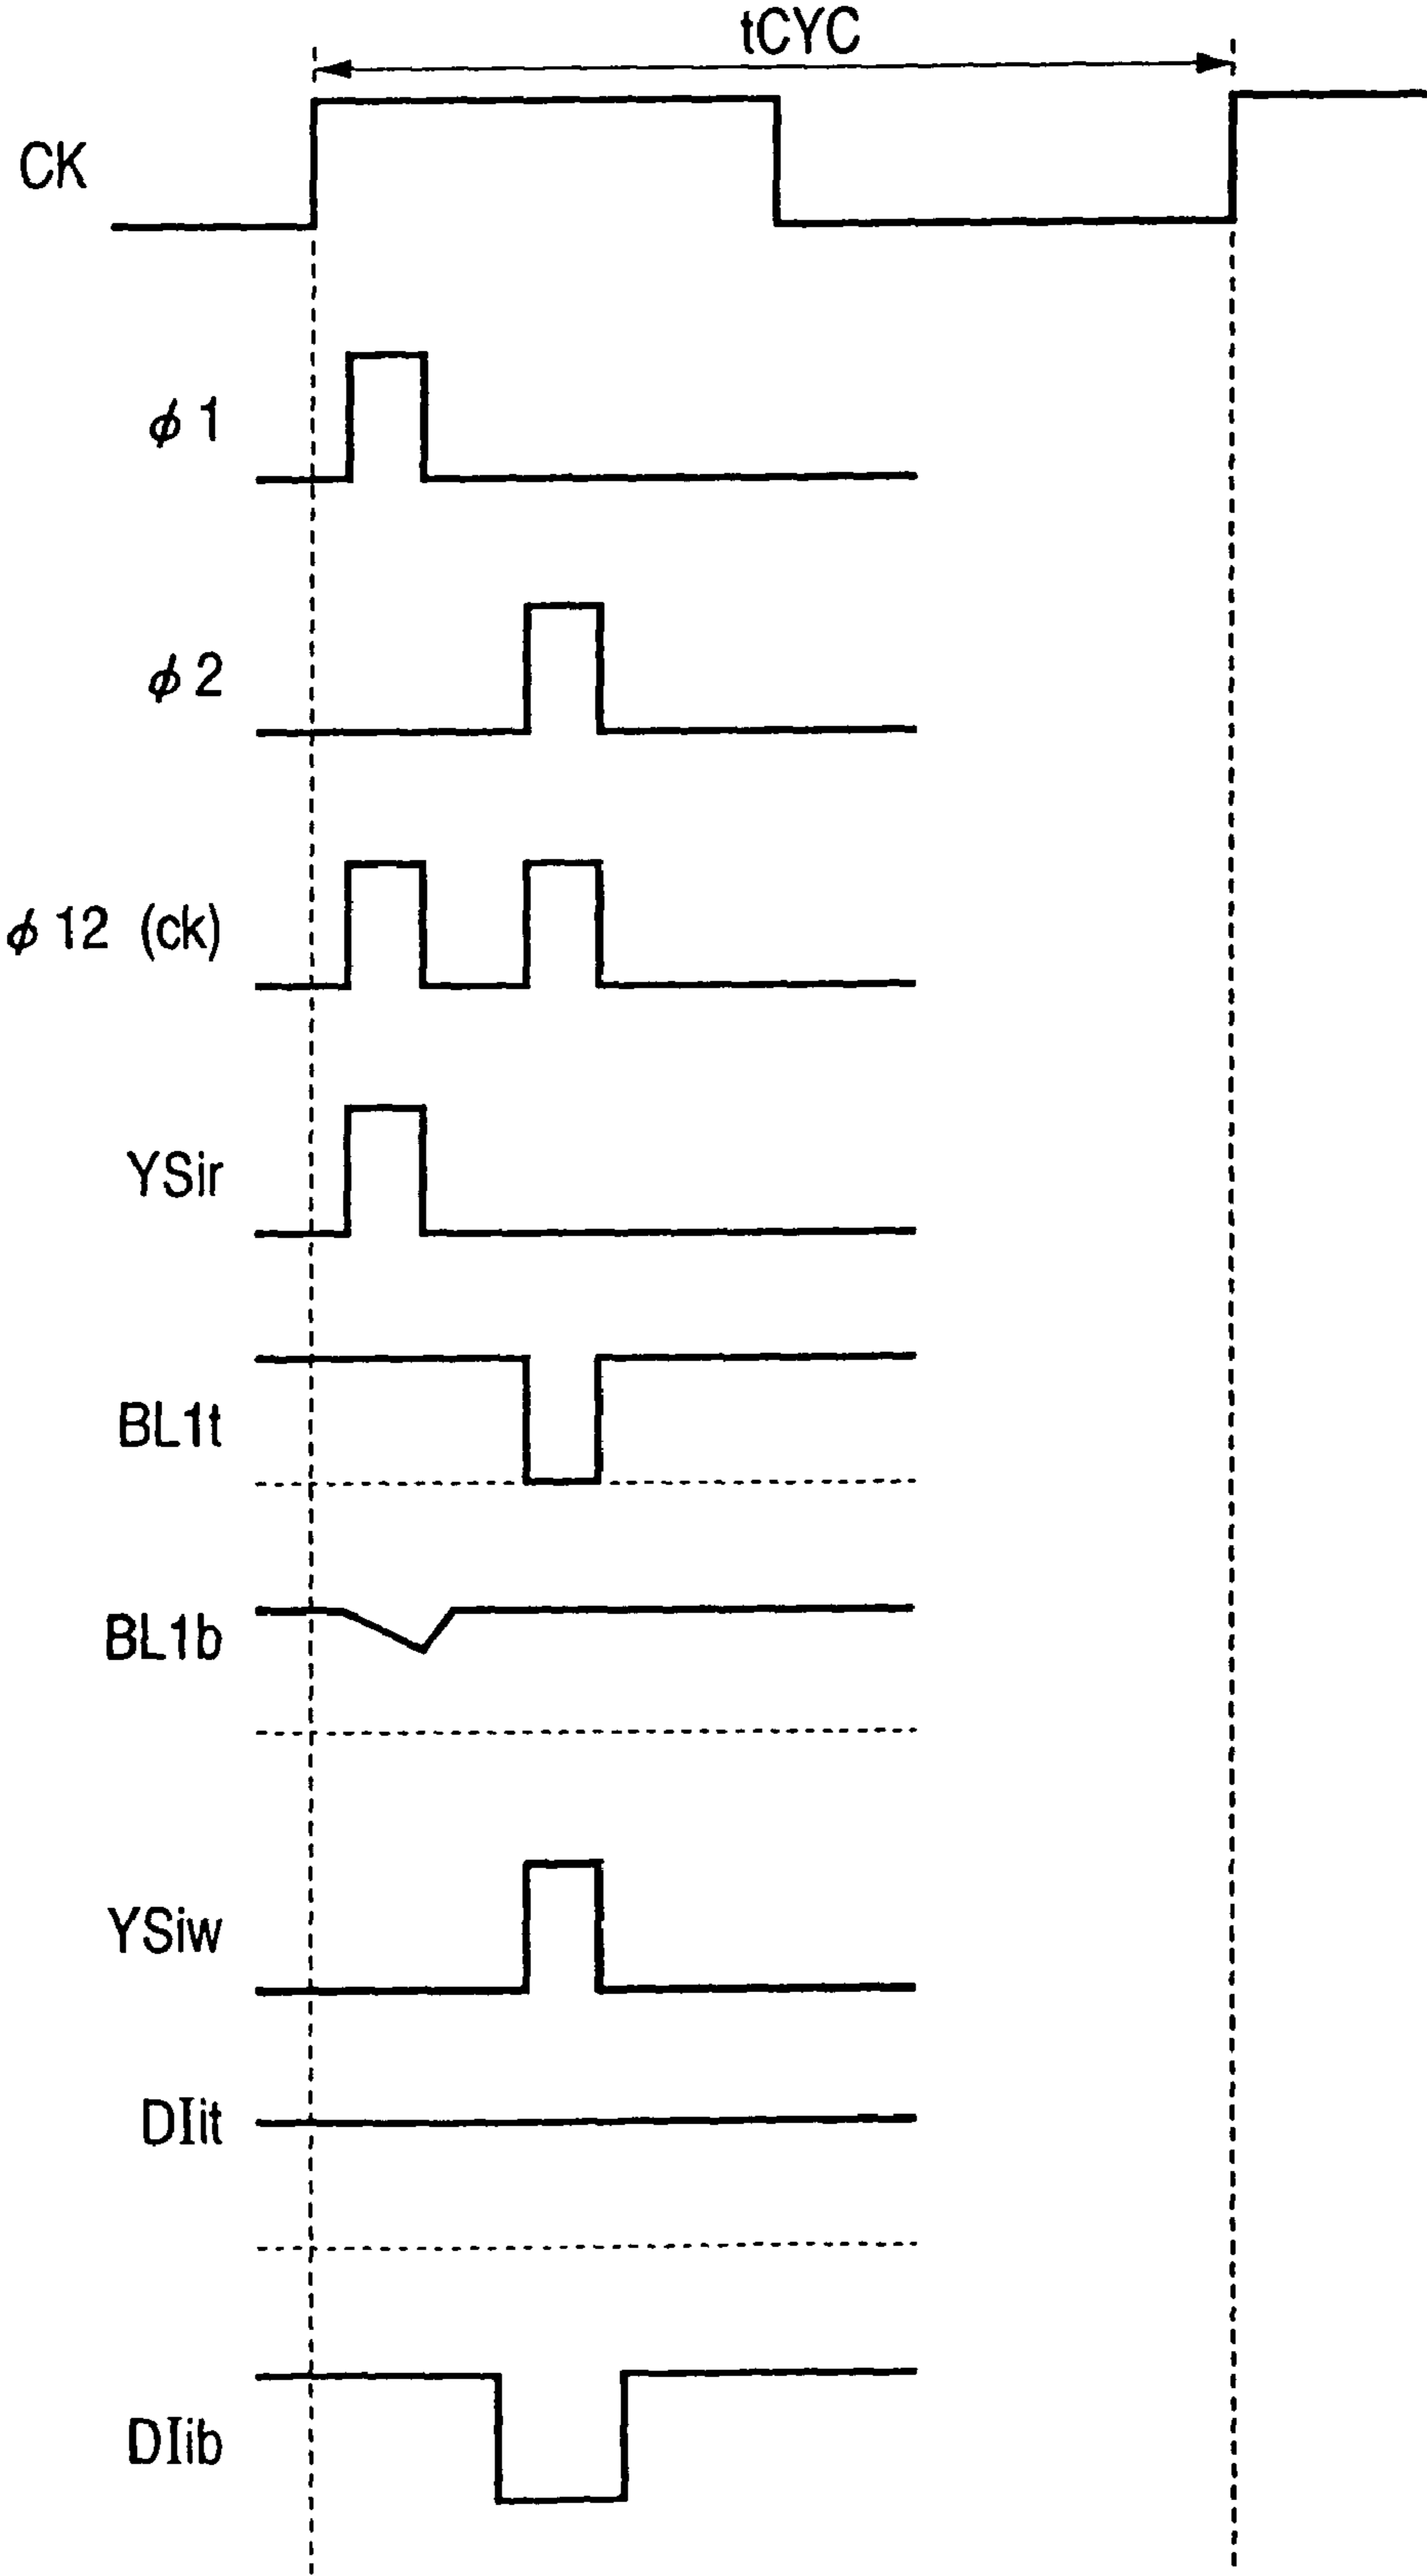 tCYC
CK
ϕ1
ϕ2
ϕ12 (ck)
YSir
BL1t
BL1b
YSiw
DIit
DIib